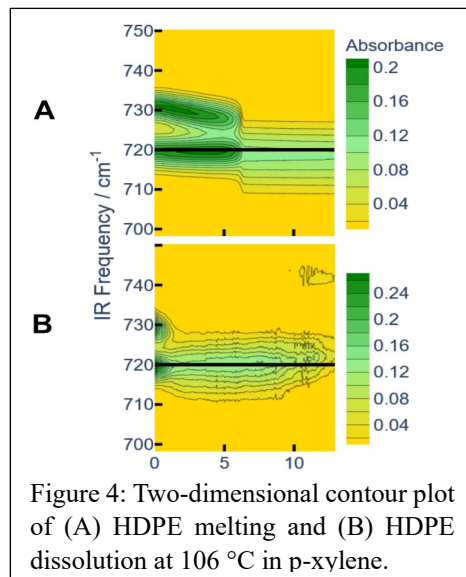 750
Absorbance
740
0.2
A
730
0.16
720
0.12
710
0.08
700
0.04
IR Frequency / cm⁻¹
740
0.24
B
730
0.20
720
0.16
0.12
710
0.08
700
0.04
0 5 10
Figure 4: Two-dimensional contour plot
of (A) HDPE melting and (B) HDPE
dissolution at 106 °C in p-xylene.